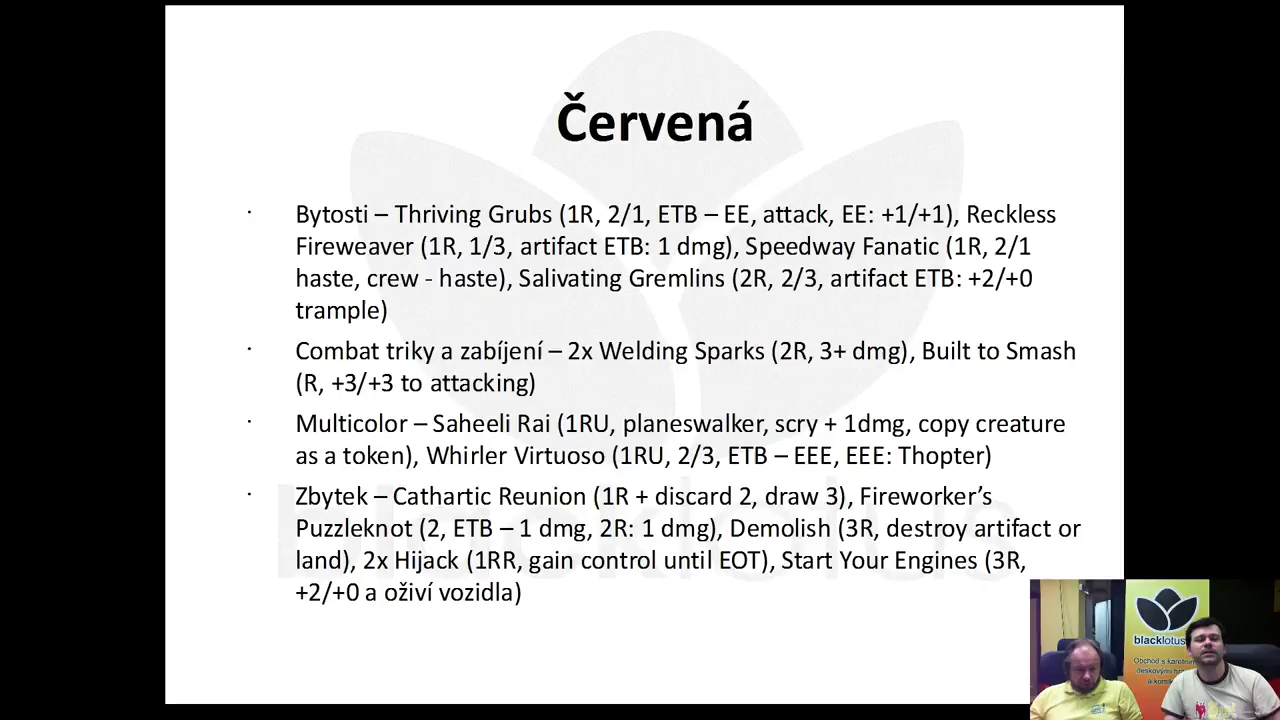 Červená
· Bytosti – Thriving Grubs (1R, 2/1, ETB – EE, attack, EE: +1/+1), Reckless
Fireweaver (1R, 1/3, artifact ETB: 1 dmg), Speedway Fanatic (1R, 2/1
haste, crew - haste), Salivating Gremlins (2R, 2/3, artifact ETB: +2/+0
trample)
· Combat triky a zabíjení – 2x Welding Sparks (2R, 3+ dmg), Built to Smash
(R, +3/+3 to attacking)
· Multicolor – Saheeli Rai (1RU, planeswalker, scry + 1dmg, copy creature
as a token), Whirler Virtuoso (1RU, 2/3, ETB – EEE, EEE: Thopter)
· Zbytek – Cathartic Reunion (1R + discard 2, draw 3), Fireworker’s
Puzzleknot (2, ETB – 1 dmg, 2R: 1 dmg), Demolish (3R, destroy artifact or
land), 2x Hijack (1RR, gain control until EOT), Start Your Engines (3R,
+2/+0 a oživí vozidla)
blacklotus
blacklotus
Obchod s
deskovými
a